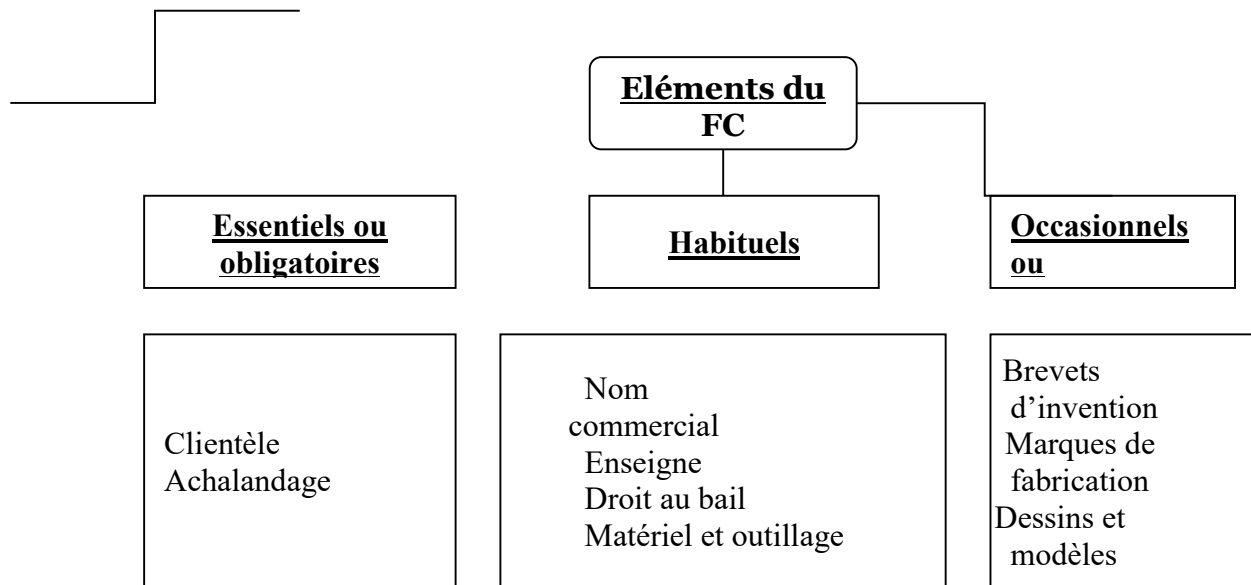 Eléments du
FC
Essentiels ou
obligatoires
Habituels
Occasionnels
ou
Clientèle
Achalandage
Nom
commercial
Enseigne
Droit au bail
Matériel et outillage
Brevets
d’invention
Marques de
fabrication
Dessins et
modèles